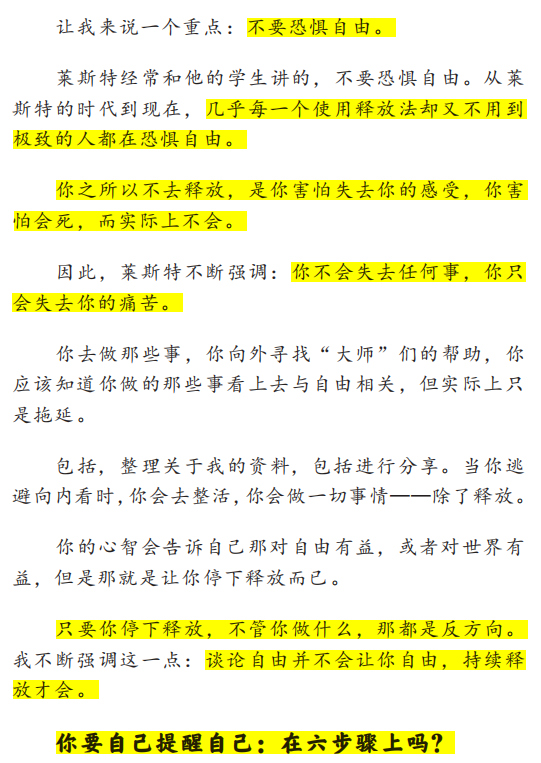 让我来说一个重点：不要恐惧自由。
莱斯特经常和他的学生讲的，不要恐惧自由。从莱
斯特的时代到现在，几乎每一个使用释放法却又不用到
极致的人都在恐惧自由。
你之所以不去释放，是你害怕失去你的感受，你害
怕会死，而实际上不会。
因此，莱斯特不断强调：你不会失去任何事，你只
会失去你的痛苦。
你去做那些事，你向外寻找“大师”们的帮助，你
应该知道你做的那些事看上去与自由相关，但实际上只
是拖延。
包括，整理关于我的资料，包括进行分享。当你逃
避向内看时，你会去整活，你会做一切事情——除了释放。
你的心智会告诉自己那对自由有益，或者对世界有
益，但是那就是让你停下释放而已。
只要你停下释放，不管你做什么，那都是反方向。
我不断强调这一点：谈论自由并不会让你自由，持续释
放才会。
你要自己提醒自己：在六步骤上吗？